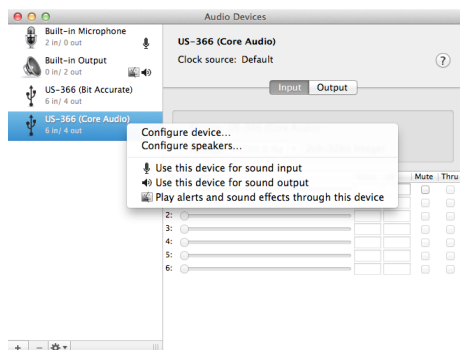 Audio Devices
Built-in Microphone
2 in/ 0 out
Built-in Output
0 in/ 2 out
US-366 (Bit Accurate)
6 in/ 4 out
US-366 (Core Audio)
6 in/ 4 out
US-366 (Core Audio)
Clock source: Default
?
Input Output
Configure device...
Configure speakers...
Use this device for sound input
Use this device for sound output
Play alerts and sound effects through this device
Mute Thru
2:
3:
4:
5:
6:
+ −